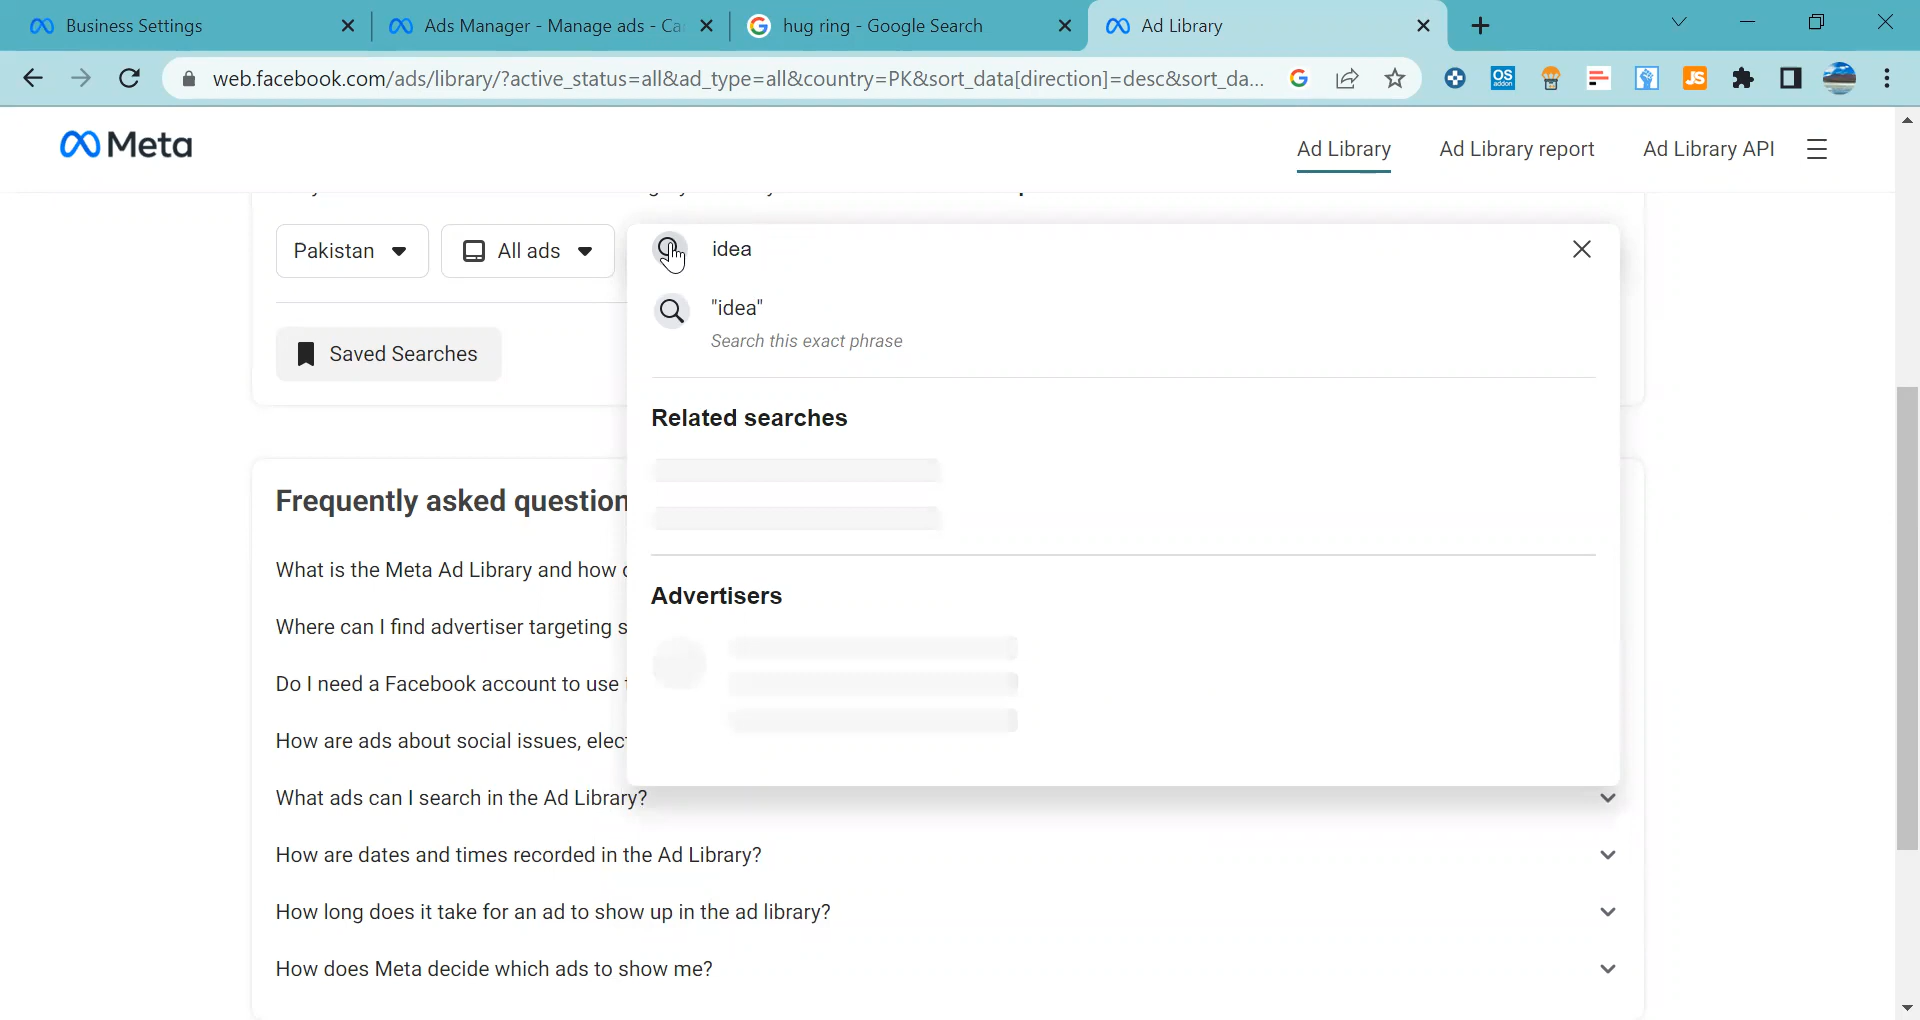 Business Settings
Ads Manager - Manage ads - Ca
hug ring - Google Search
Ad Library
web.facebook.com/ads/library/?active_status=all&ad_type=all&country=PK&sort_data[direction]=desc&sort_da...
OS
addon
JS
Meta
Ad Library
Ad Library report
Ad Library API
Pakistan
All ads
idea
"idea"
Search this exact phrase
Saved Searches
Related searches
Frequently asked question
What is the Meta Ad Library and how
Advertisers
Where can I find advertiser targeting s
Do I need a Facebook account to use
How are ads about social issues, elec
What ads can I search in the Ad Library?
How are dates and times recorded in the Ad Library?
How long does it take for an ad to show up in the ad library?
How does Meta decide which ads to show me?